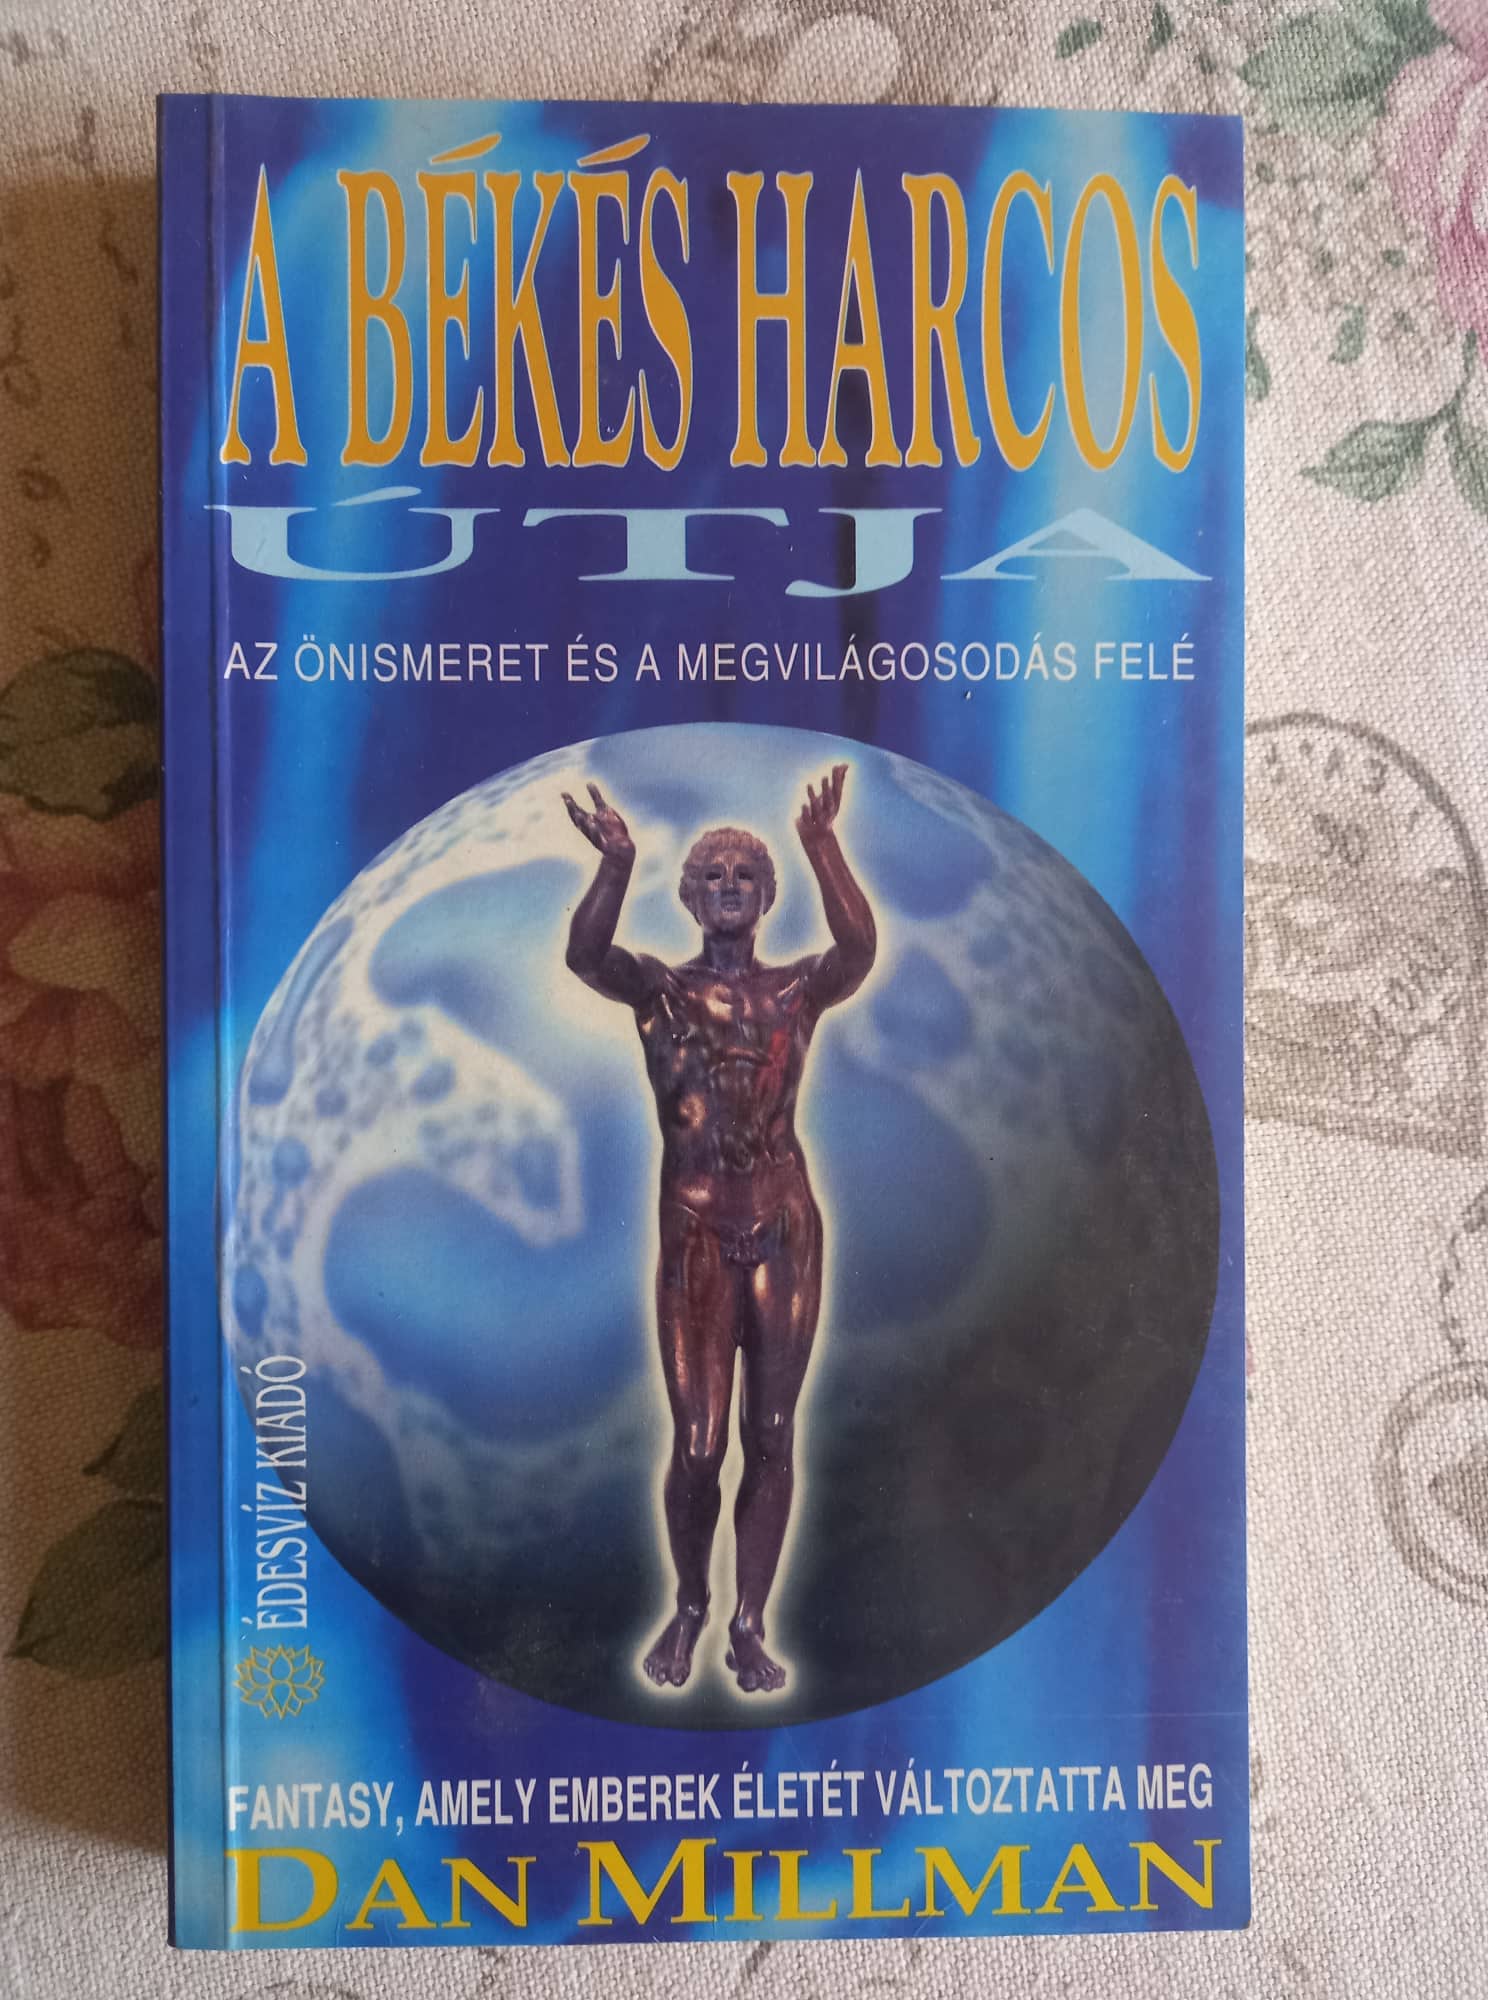 A BÉKÉS HARCOS
ÚTJA
AZ ÖNISMERET ÉS A MEGVILÁGOSODÁS FELÉ
ÉDESVÍZ KIADÓ
FANTASY, AMELY EMBEREK ÉLETÉT VÁLTOZTATTA MEG
DAN MILLMAN